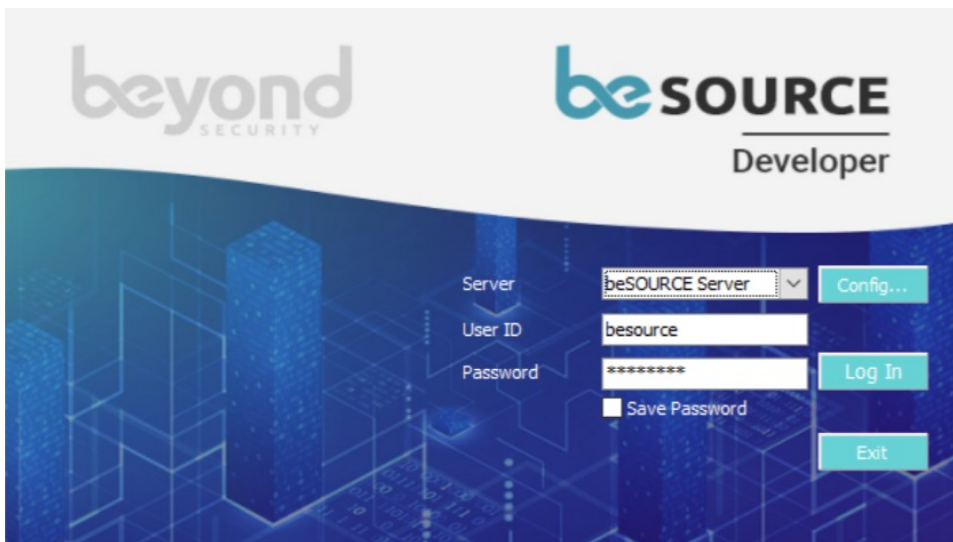 beyond
SECURITY
beSOURCE
Developer
Server
beSOURCE Server
Config...
User ID
besource
Password
********
Log In
Save Password
Exit